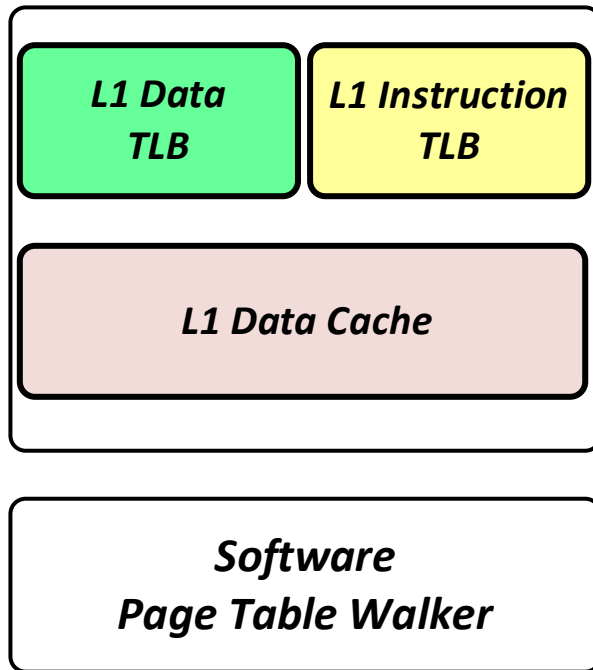 L1 Data
TLB
L1 Instruction
TLB
L1 Data Cache
Software
Page Table Walker